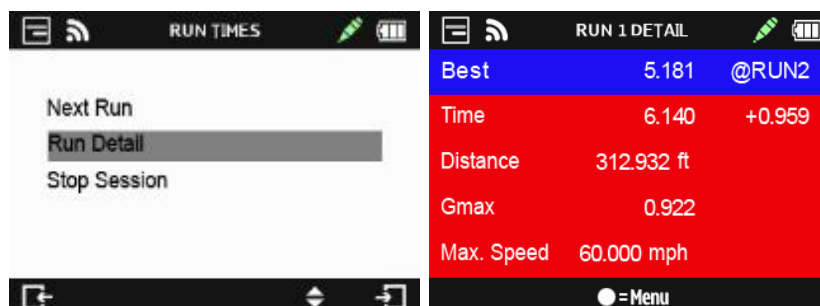 RUN TIMES
Next Run
Run Detail
Stop Session
RUN 1 DETAIL
Best 5.181 @RUN2
Time 6.140 +0.959
Distance 312.932 ft
Gmax 0.922
Max. Speed 60.000 mph
=Menu